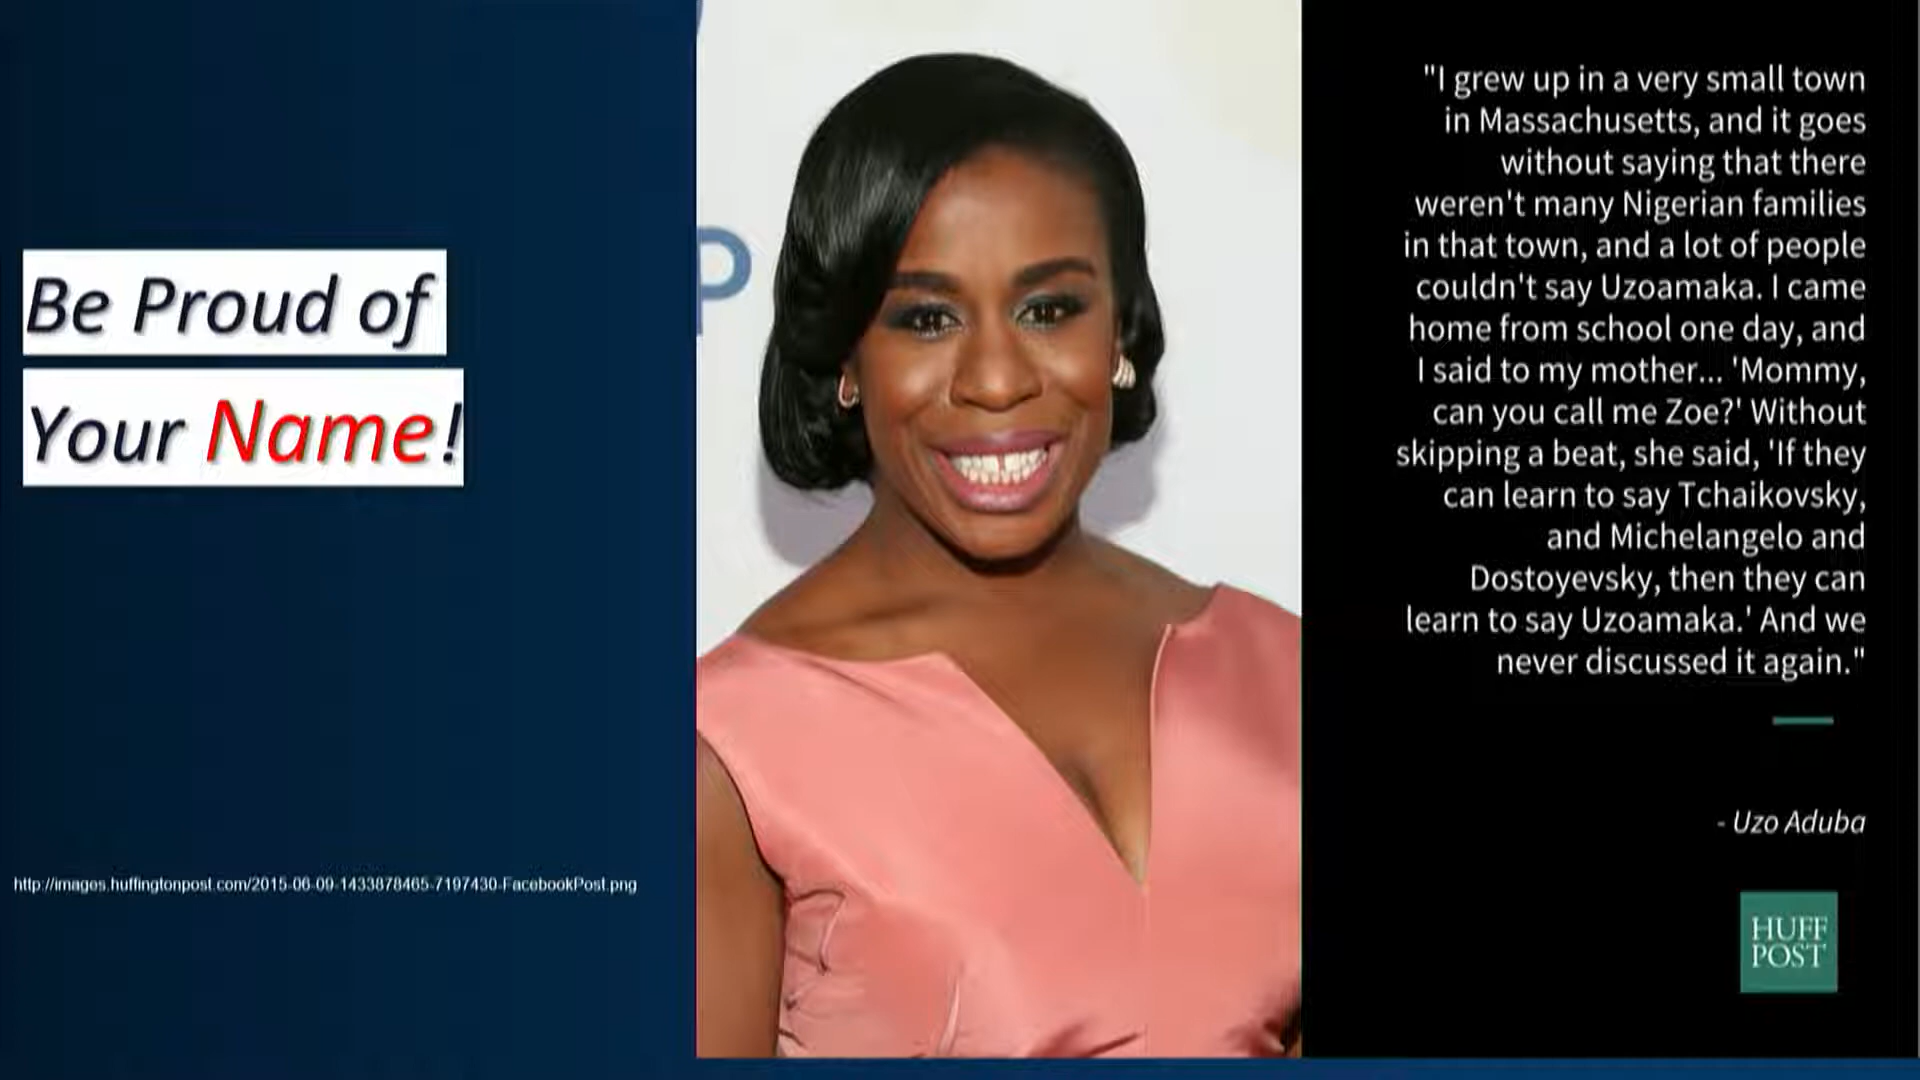 Be Proud of
Your Name!
http://images.huffingtonpost.com/2015-06-09-1433878465-7197430-FacebookPost.png
P
"I grew up in a very small town
in Massachusetts, and it goes
without saying that there
weren't many Nigerian families
in that town, and a lot of people
couldn't say Uzoamaka. I came
home from school one day, and
I said to my mother... 'Mommy,
can you call me Zoe?' Without
skipping a beat, she said, 'If they
can learn to say Tchaikovsky,
and Michelangelo and
Dostoyevsky, then they can
learn to say Uzoamaka.' And we
never discussed it again."
- Uzo Aduba
HUFF
POST